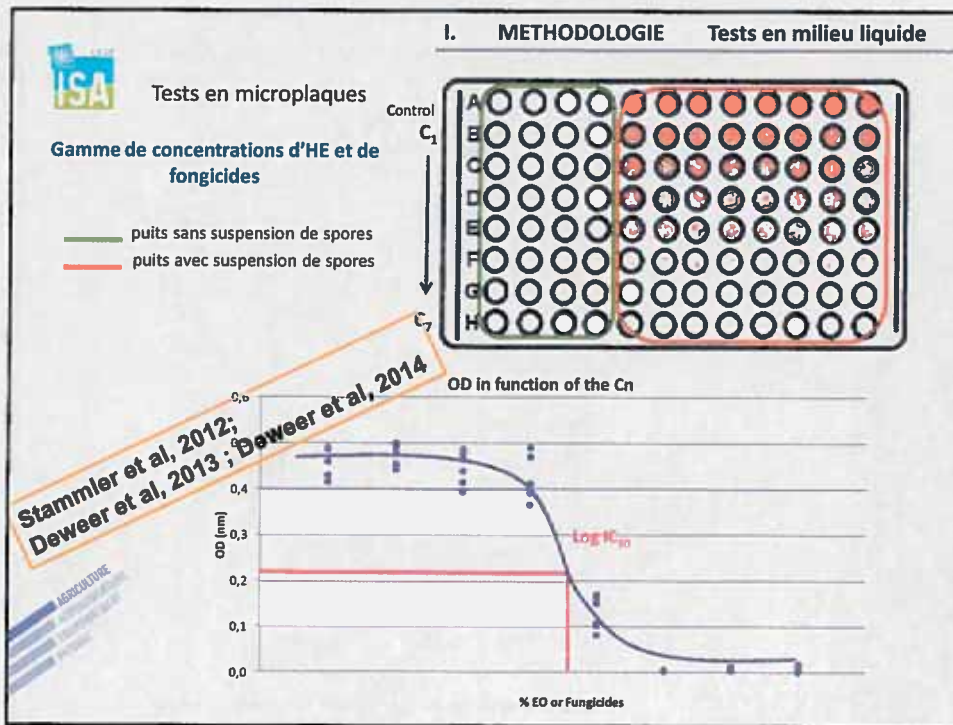 I. METHODOLOGIE Tests en milieu liquide
ISA
Tests en microplaques
Gamme de concentrations d'HE et de
fongicides
puits sans suspension de spores
puits avec suspension de spores
Control
C1
C7
A
B
C
D
E
F
G
H
Stammler et al, 2012;
Deweer et al, 2013 ; Deweer et al, 2014
OD in function of the Cn
OD (nm)
0,6
0,4
0,3
0,2
0,1
0,0
Log IC50
% EO or Fungicides
AGRICULTURE